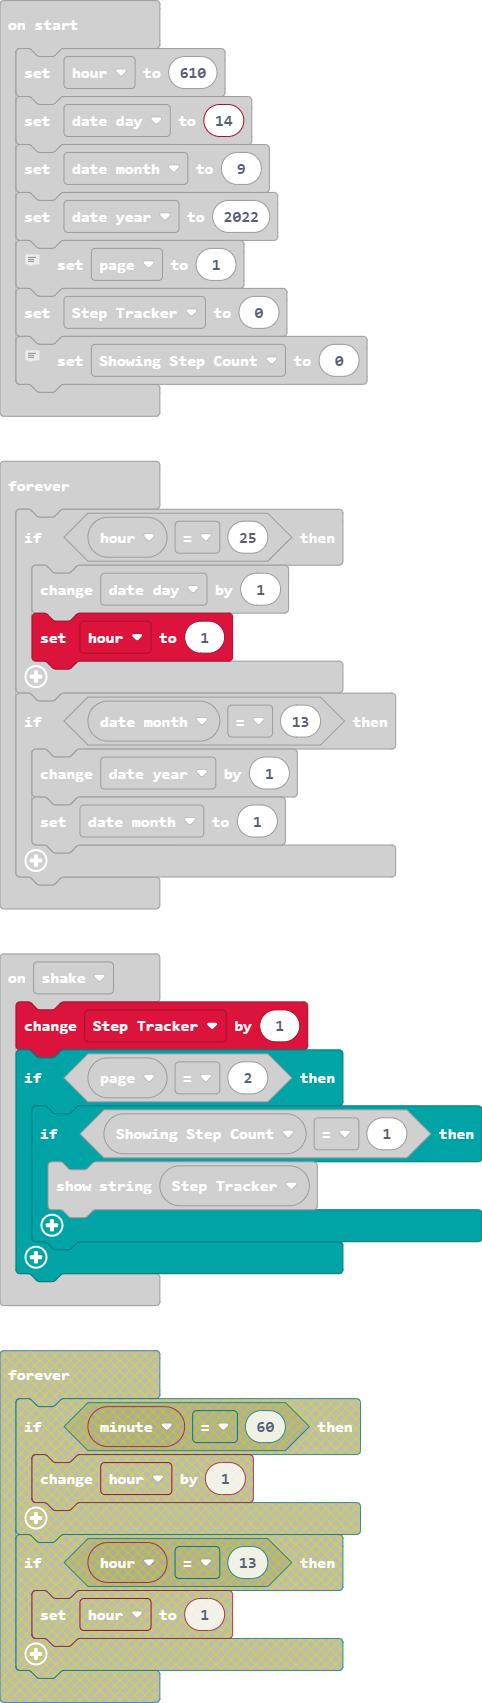 on start
set hour to 610
set date day to 14
set date month to 9
set date year to 2022
set page to 1
set Step Tracker to 0
set Showing Step Count to 0
forever
if hour = 25 then
change date day by 1
set hour to 1
if date month = 13 then
change date year by 1
set date month to 1
on shake
change Step Tracker by 1
if page = 2 then
if Showing Step Count = 1 then
show string Step Tracker
forever
if minute = 60 then
change hour by 1
if hour = 13 then
set hour to 1